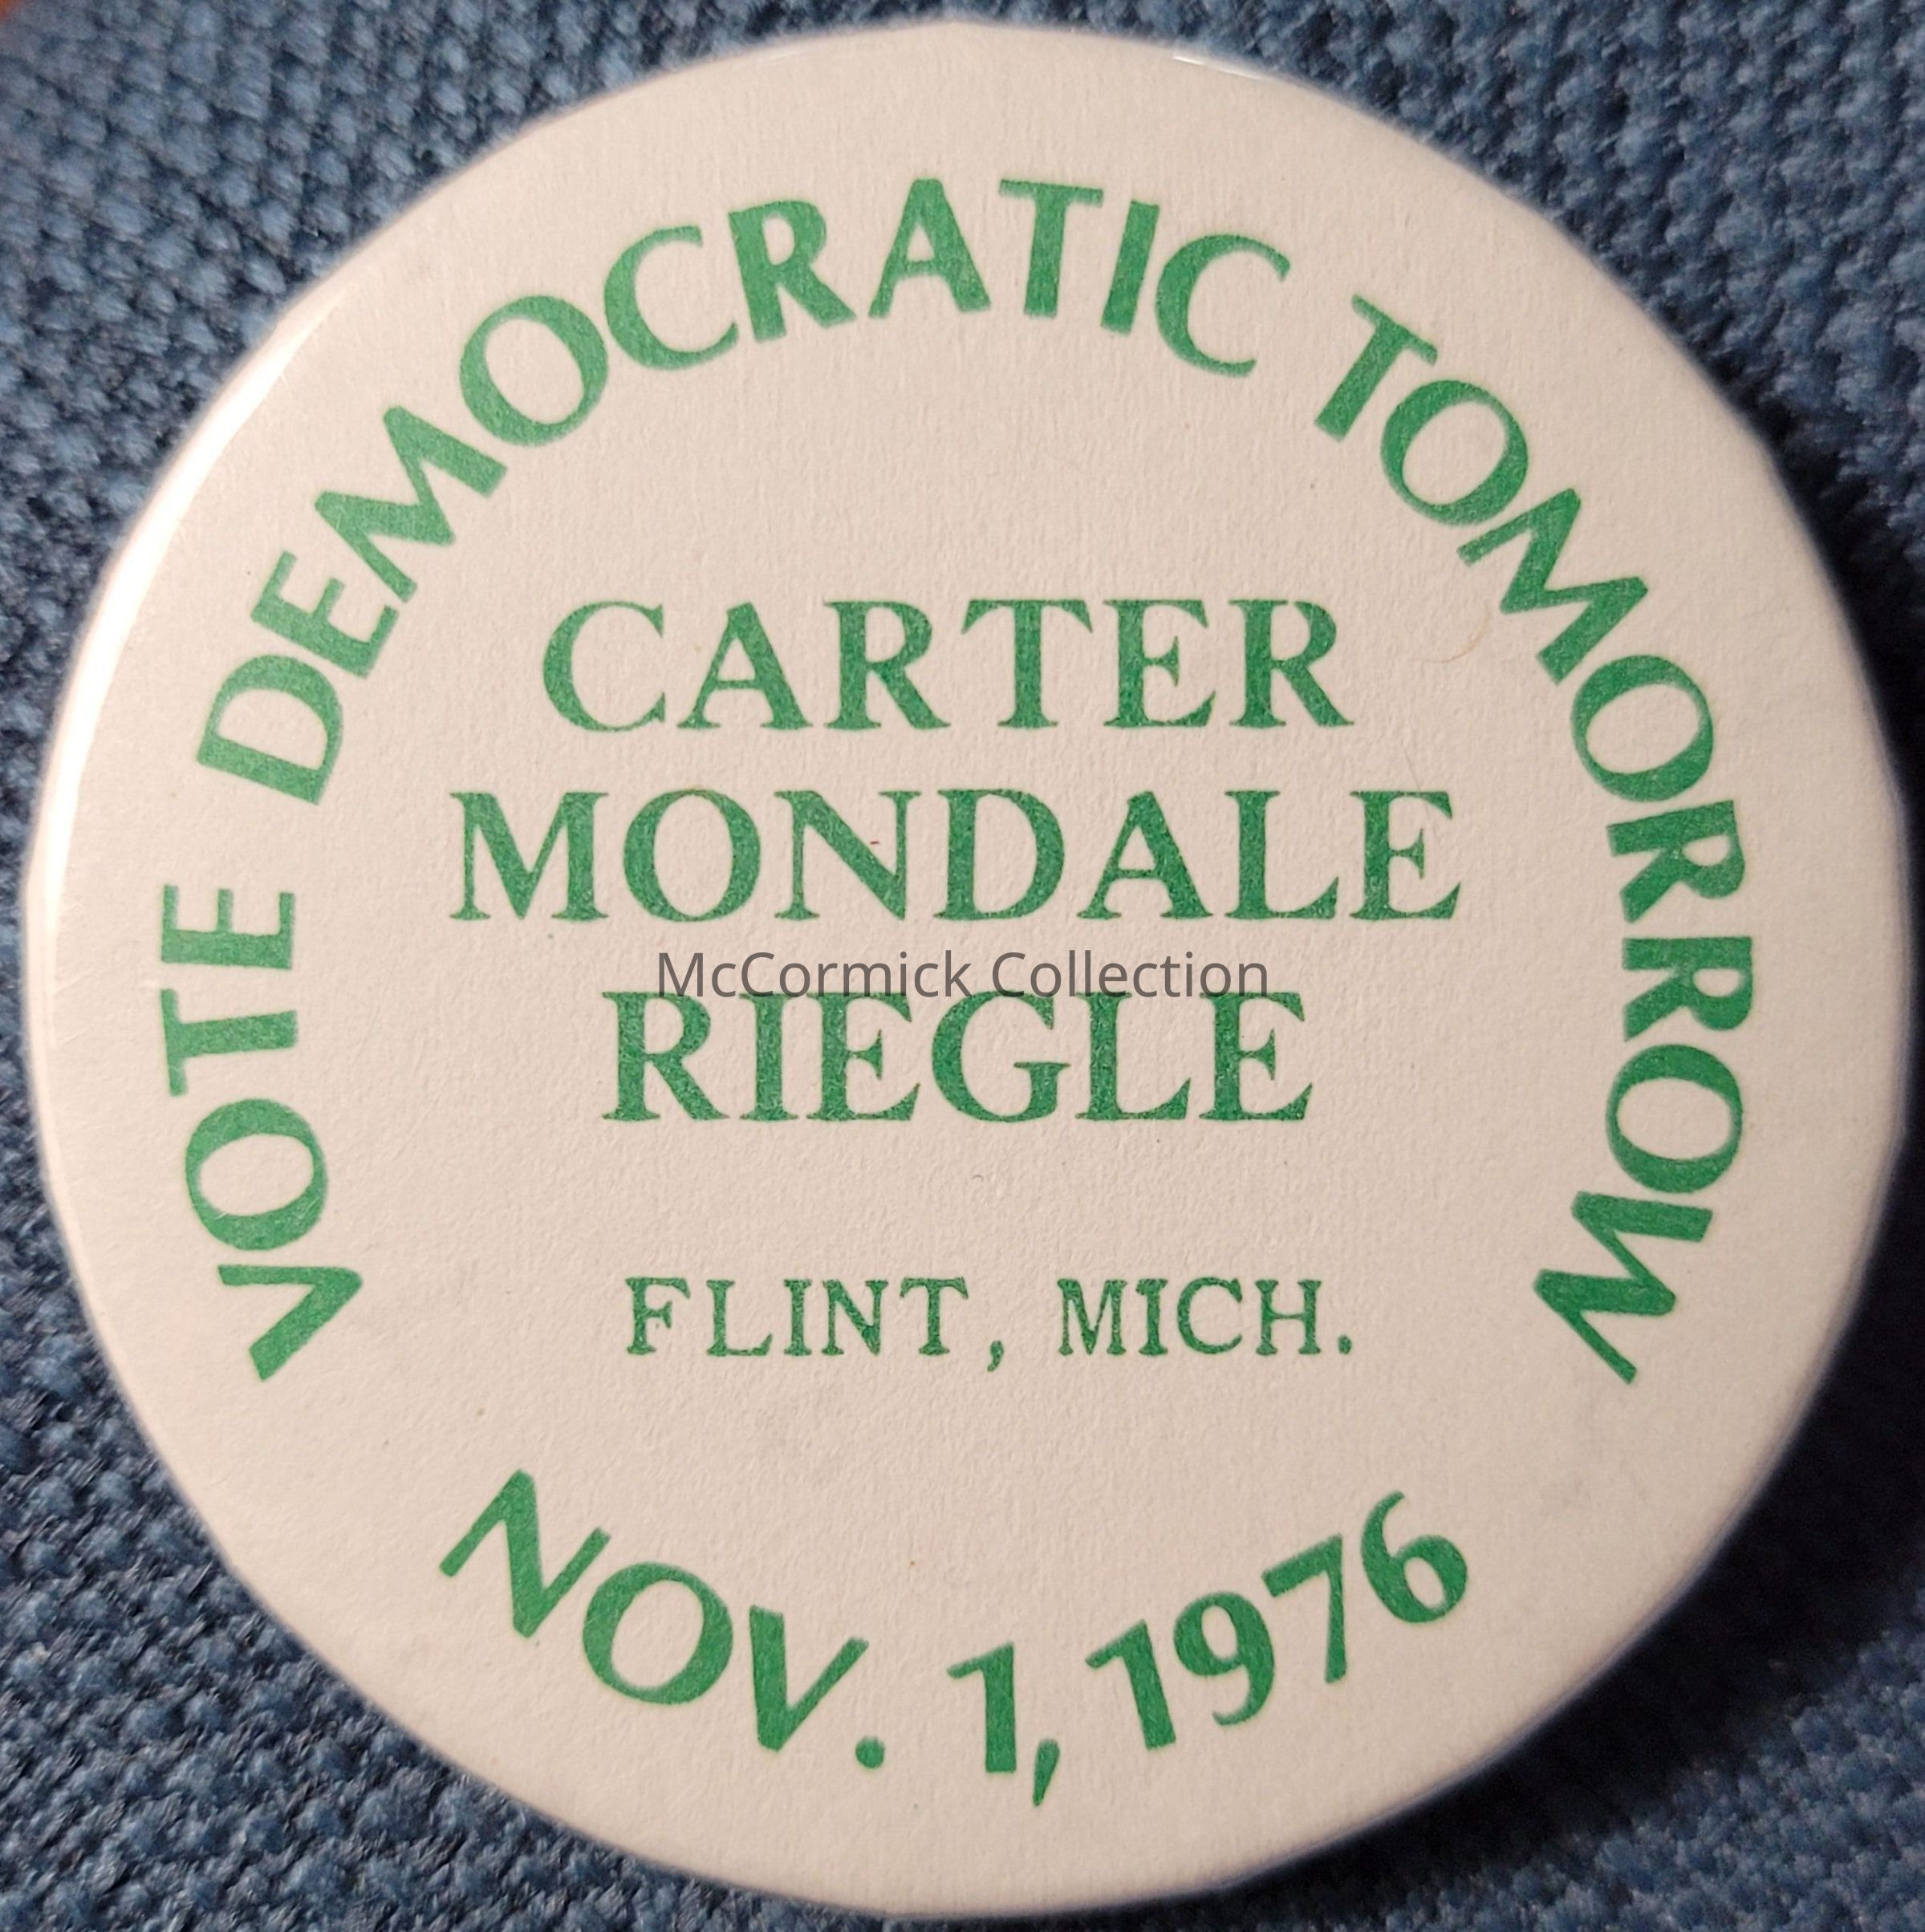 VOTE DEMOCRATIC TOMORROW
CARTER
MONDALE
McCormick Collection
RIEGLE
FLINT, MICH.
NOV. 1, 1976